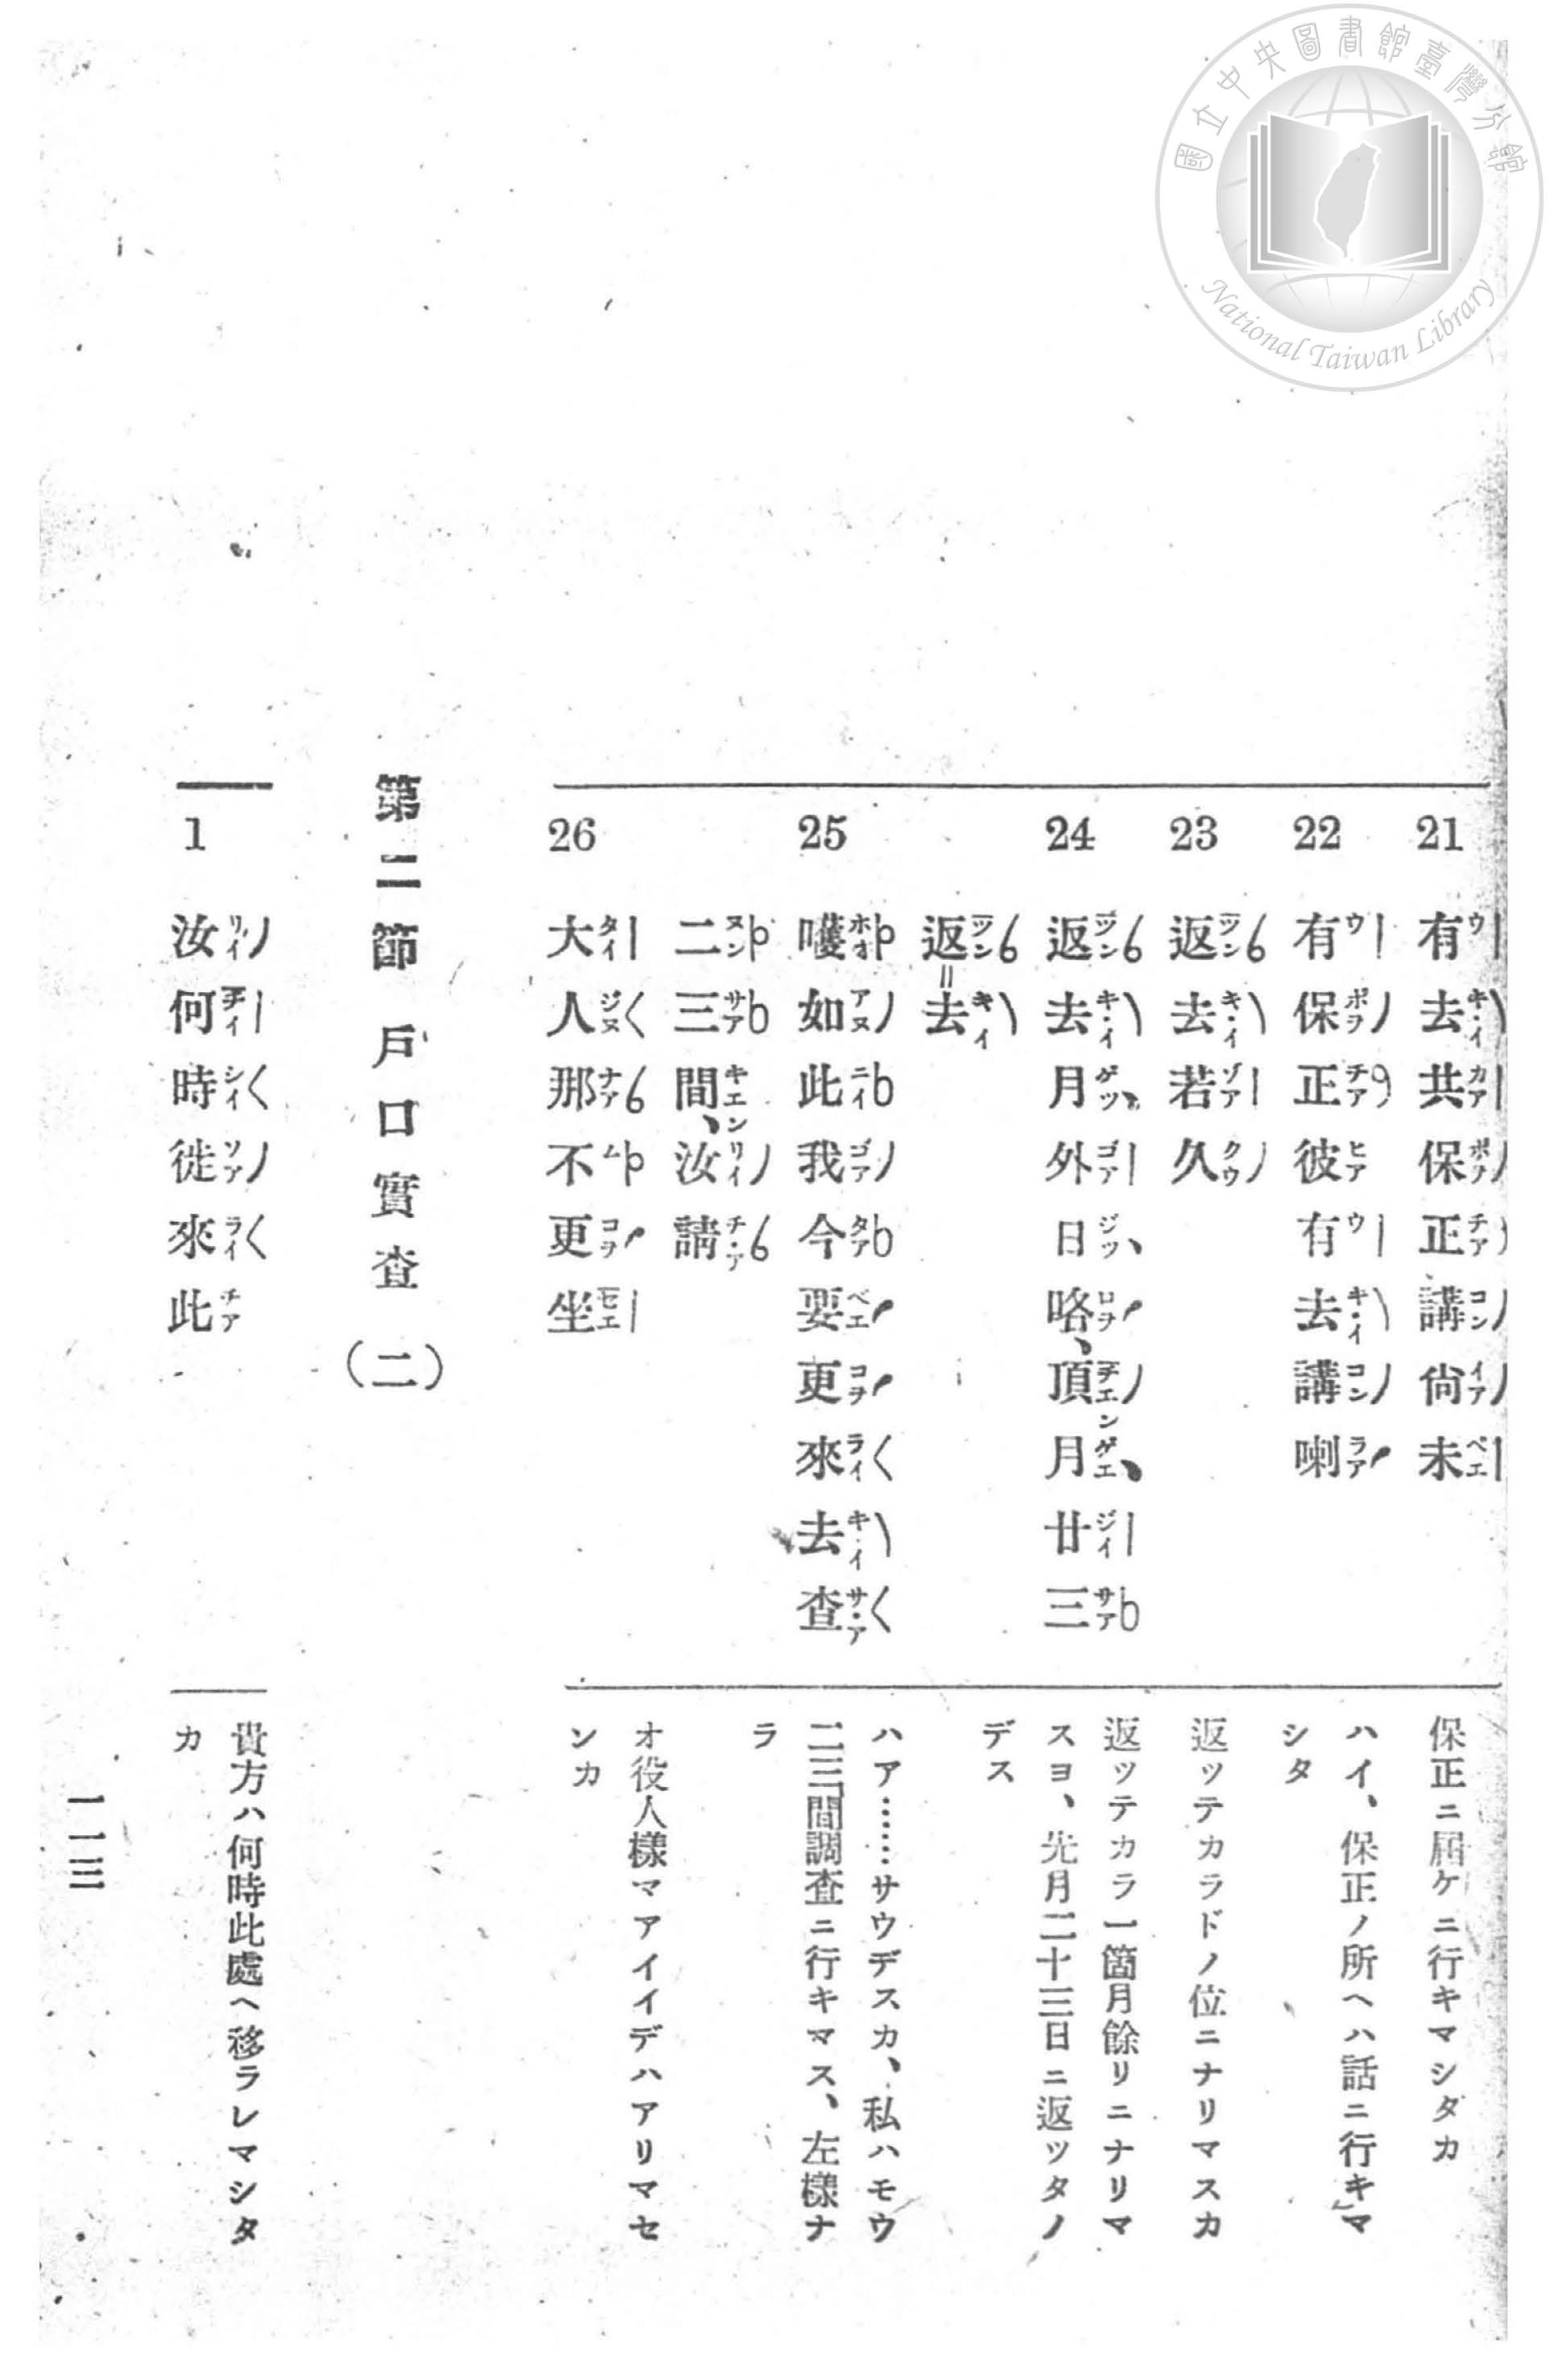 國立中央圖書館臺灣分館
National Taiwan Library
21 有去共保正講尙未
保正ニ屆ケニ行キマシダカ
22 有保正彼有去講喇
ハイ、保正ノ所ヘハ話ニ行キマ
シタ
23 返去若久
返ッテカラドノ位ニナリマスカ
24 返去月外日咯、頂月廿三
返=去
返ッテカラ一箇月餘リニナリマ
スヨ、先月二十三日ニ返ッタノ
デス
25 嚄如此我今要更來去查
二三間、汝請
ハア……サウデスカ、私ハモウ
二三間調查ニ行キマス、左樣ナ
ラ
26 大人那不更坐
オ役人樣マアイイデハアリマセ
ンカ
第二節 戶口實查(二)
1 汝何時徙來此
貴方ハ何時此處ヘ移ラレマシタ
カ
一一三